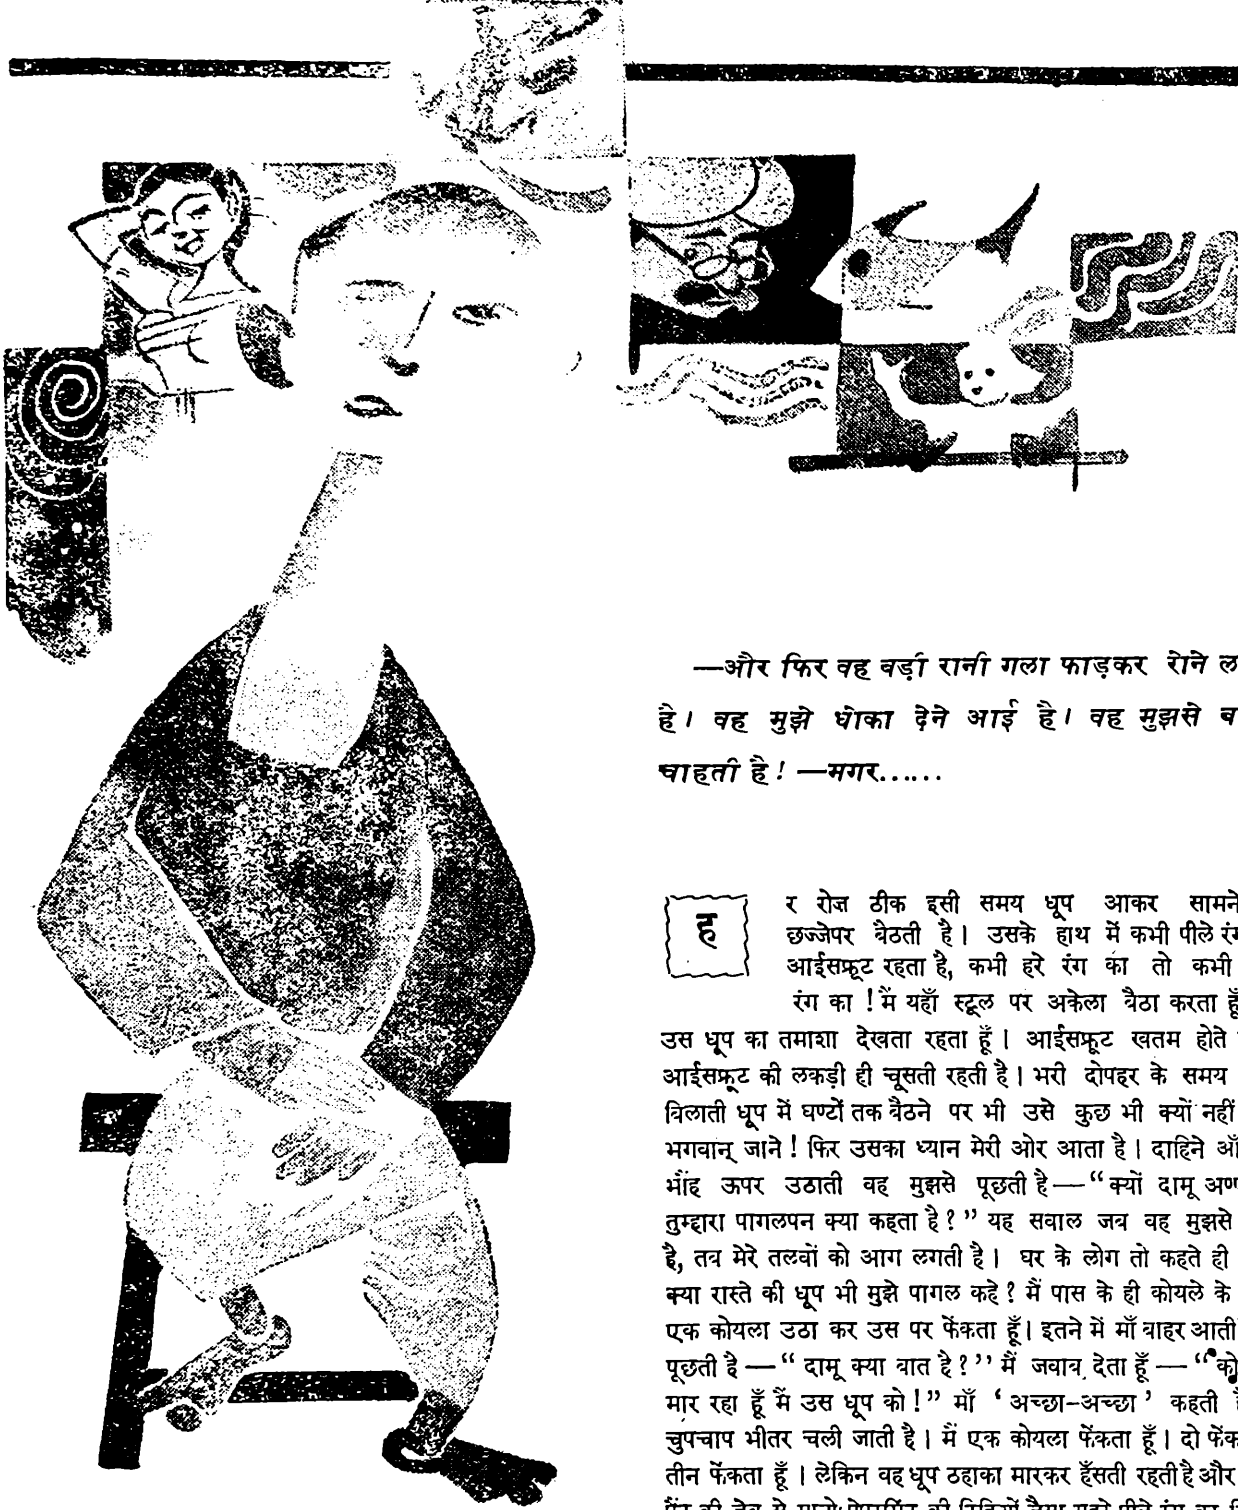 —और फिर वह बड़ी रानी गला फाड़कर रोने ल
है। वह मुझे धोका देने आई है। वह मुझसे ब
चाहती है! —मगर......
ह
र रोज ठीक इसी समय धूप आकर सामने
छज्जेपर बैठती है। उसके हाथ में कभी पीले रंग
आईसफ्रूट रहता है, कभी हरे रंग का तो कभी
रंग का! मैं यहाँ स्टूल पर अकेला बैठा करता हूँ
उस धूप का तमाशा देखता रहता हूँ। आईसफ्रूट खतम होते
आईसफ्रूट की लकड़ी ही चूसती रहती है। भरी दोपहर के समय
चिलाती धूप में घण्टों तक बैठने पर भी उसे कुछ भी क्यों नहीं
भगवान् जाने! फिर उसका ध्यान मेरी ओर आता है। दाहिने आँ
भौंह ऊपर उठाती वह मुझसे पूछती है—“क्यों दामू अण्
तुम्हारा पागलपन क्या कहता है?” यह सवाल जब वह मुझसे
है, तब मेरे तलवों को आग लगती है। घर के लोग तो कहते ही
क्या रास्ते की धूप भी मुझे पागल कहे? मैं पास के ही कोयले के
एक कोयला उठा कर उस पर फेंकता हूँ। इतने में माँ बाहर आती
पूछती है—“दामू क्या बात है?” मैं जवाब देता हूँ—“को
मार रहा हूँ मैं उस धूप को!” माँ ‘अच्छा-अच्छा’ कहती है
चुपचाप भीतर चली जाती है। मैं एक कोयला फेंकता हूँ। दो फेंक
तीन फेंकता हूँ। लेकिन वह धूप ठहाका मारकर हँसती रहती है और